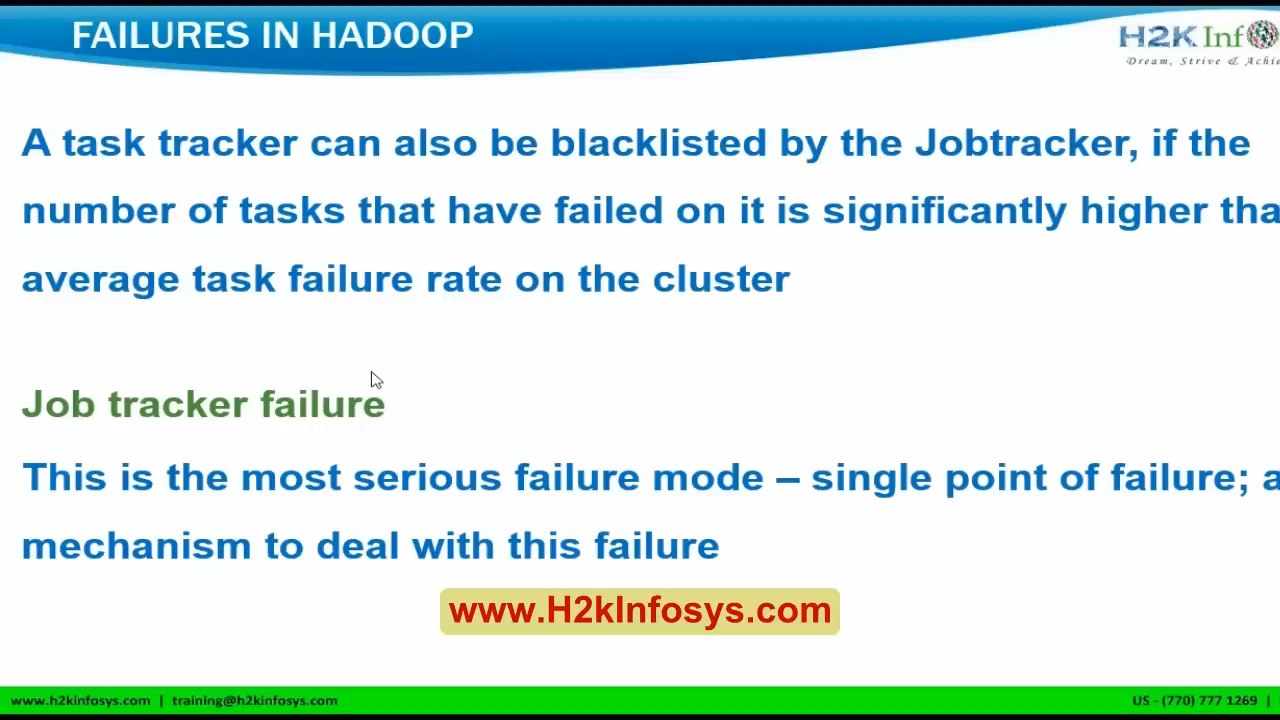 FAILURES IN HADOOP
H2K Inf
Dream, Strive & Achie
A task tracker can also be blacklisted by the Jobtracker, if the
number of tasks that have failed on it is significantly higher tha
average task failure rate on the cluster
Job tracker failure
This is the most serious failure mode – single point of failure; a
mechanism to deal with this failure
www.H2kInfosys.com
www.h2kinfosys.com | training@h2kinfosys.com
US - (770) 777 1269 |